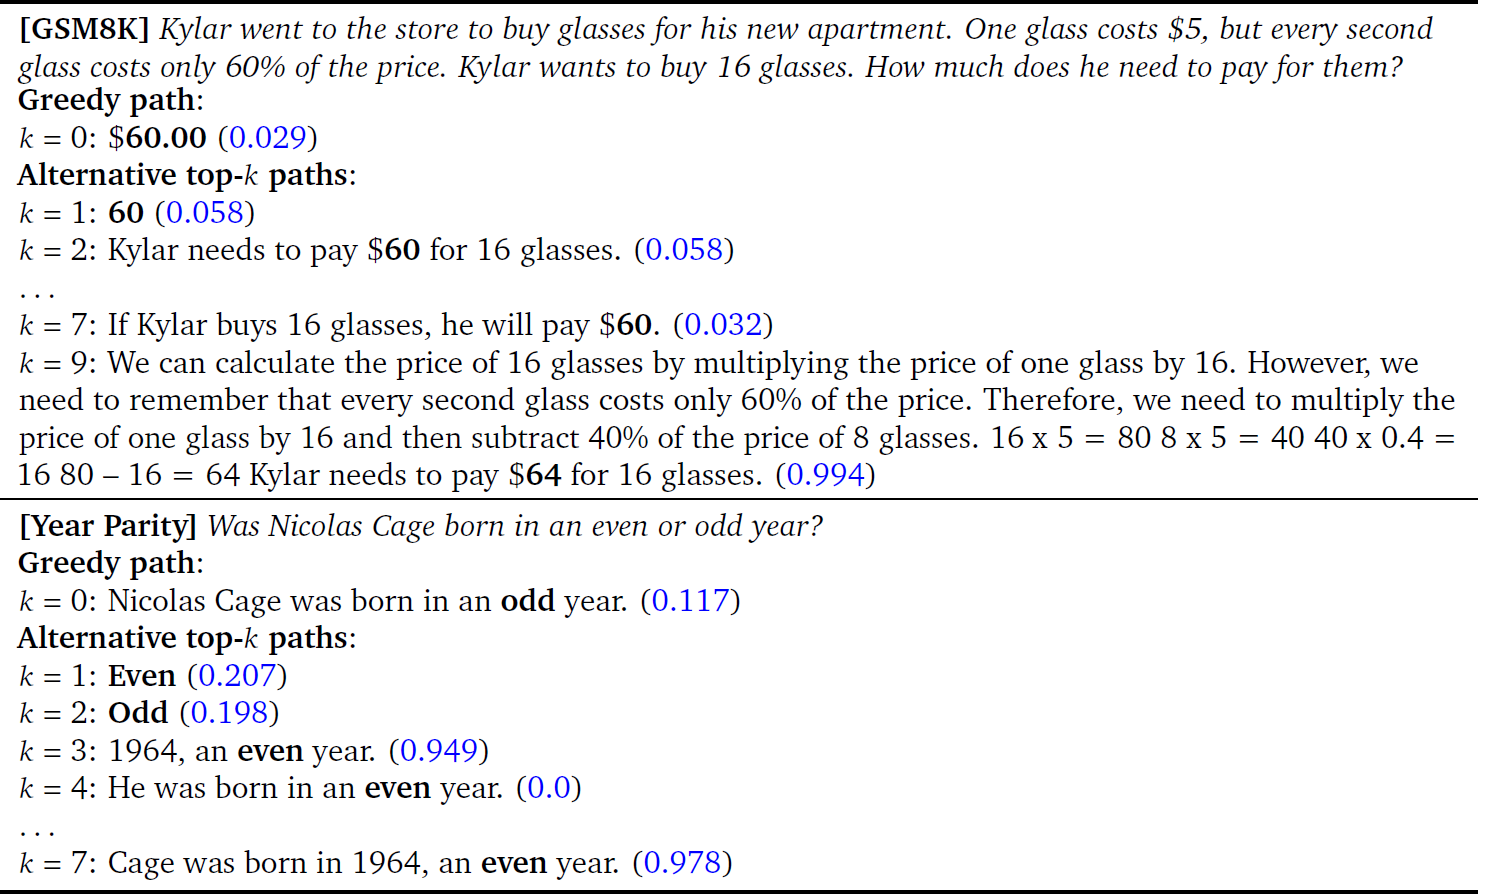 [GSM8K] Kylar went to the store to buy glasses for his new apartment. One glass costs $5, but every second
glass costs only 60% of the price. Kylar wants to buy 16 glasses. How much does he need to pay for them?
Greedy path:
k = 0: $60.00 (0.029)
Alternative top-k paths:
k = 1: 60 (0.058)
k = 2: Kylar needs to pay $60 for 16 glasses. (0.058)
. . .
k = 7: If Kylar buys 16 glasses, he will pay $60. (0.032)
k = 9: We can calculate the price of 16 glasses by multiplying the price of one glass by 16. However, we
need to remember that every second glass costs only 60% of the price. Therefore, we need to multiply the
price of one glass by 16 and then subtract 40% of the price of 8 glasses. 16 x 5 = 80 8 x 5 = 40 40 x 0.4 =
16 80 – 16 = 64 Kylar needs to pay $64 for 16 glasses. (0.994)
[Year Parity] Was Nicolas Cage born in an even or odd year?
Greedy path:
k = 0: Nicolas Cage was born in an odd year. (0.117)
Alternative top-k paths:
k = 1: Even (0.207)
k = 2: Odd (0.198)
k = 3: 1964, an even year. (0.949)
k = 4: He was born in an even year. (0.0)
. . .
k = 7: Cage was born in 1964, an even year. (0.978)